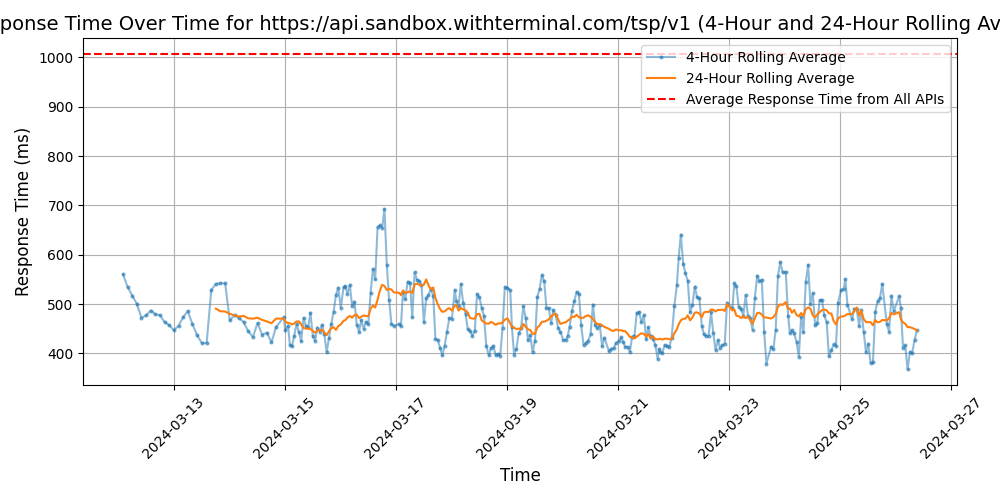 ponse Time Over Time for https://api.sandbox.withterminal.com/tsp/v1 (4-Hour and 24-Hour Rolling Av
4-Hour Rolling Average
24-Hour Rolling Average
Average Response Time from All APIs
Response Time (ms)
1000
900
800
700
600
500
400
2024-03-13
2024-03-15
2024-03-17
2024-03-19
2024-03-21
2024-03-23
2024-03-25
2024-03-27
Time